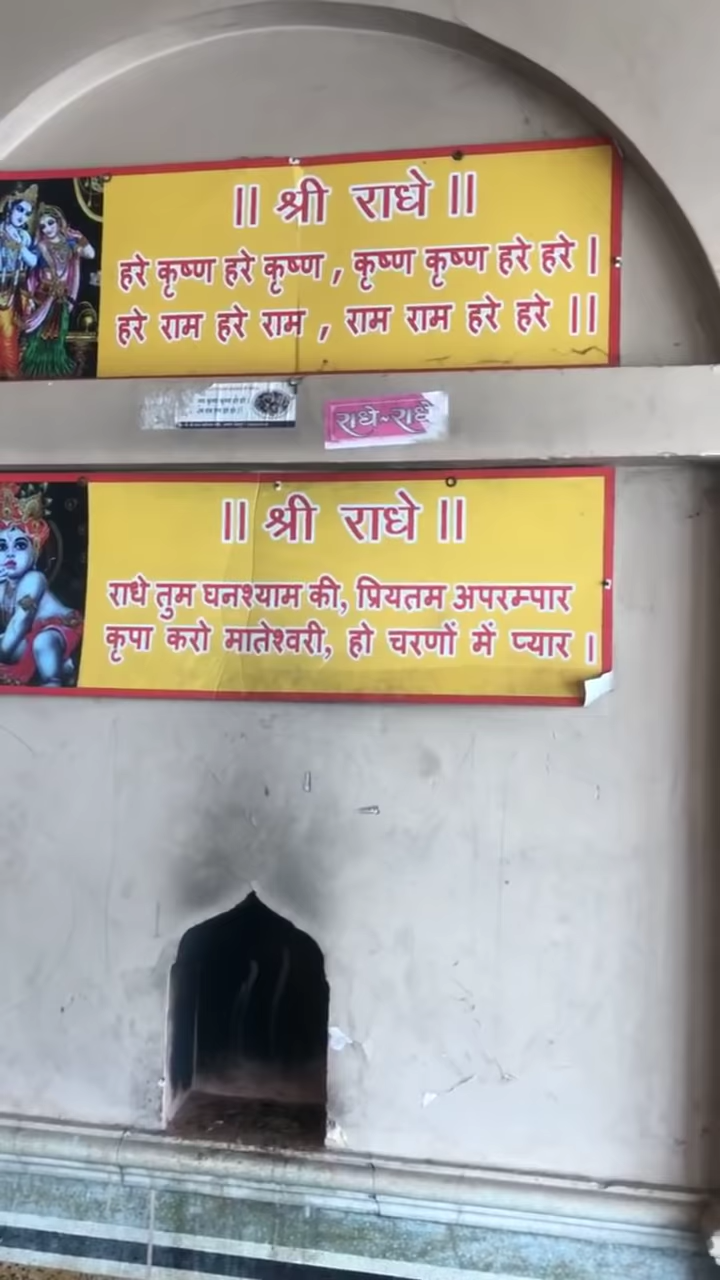 || श्री राधे ||
हरे कृष्ण हरे कृष्ण , कृष्ण कृष्ण हरे हरे |
हरे राम हरे राम , राम राम हरे हरे ||
राधे-राधे
|| श्री राधे ||
राधे तुम घनश्याम की, प्रियतम अपरम्पार
कृपा करो मातेश्वरी, हो चरणों में प्यार |